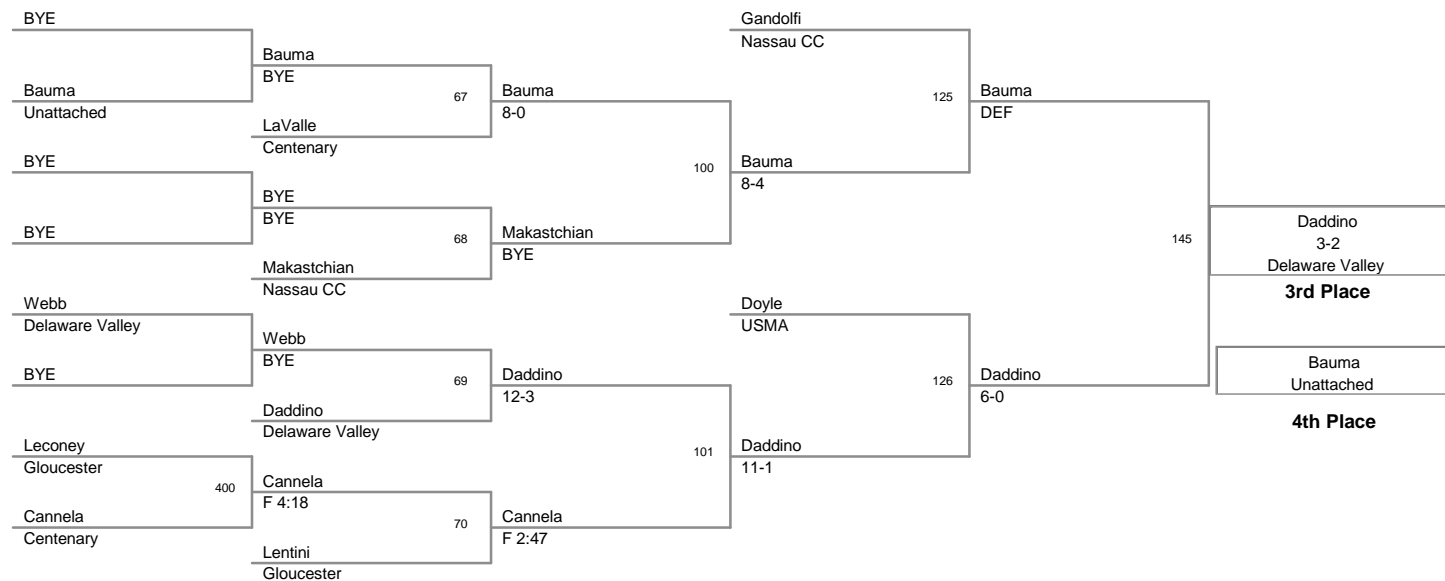 BYE
Bauma
Unattached
BYE
BYE
Webb
Delaware Valley
BYE
Leconey
Gloucester
400
Cannela
Centenary
Bauma
BYE
67
LaValle
Centenary
BYE
BYE
68
Makastchian
Nassau CC
Webb
BYE
69
Daddino
Delaware Valley
Cannela
F 4:18
70
Lentini
Gloucester
Bauma
8-0
100
Makastchian
BYE
Daddino
12-3
101
Cannela
F 2:47
Gandolfi
Nassau CC
125
Bauma
8-4
Doyle
USMA
126
Daddino
11-1
Bauma
DEF
145
Daddino
6-0
Daddino
3-2
Delaware Valley
3rd Place
Bauma
Unattached
4th Place